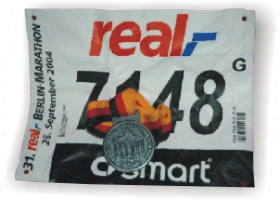 real,-
31. real,- BERLIN-MARATHON
26. September 2004
G
7148
smart